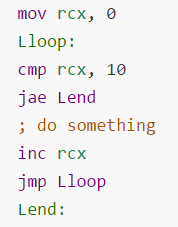 mov rcx, 0
Lloop:
cmp rcx, 10
jae Lend
; do something
inc rcx
jmp Lloop
Lend: